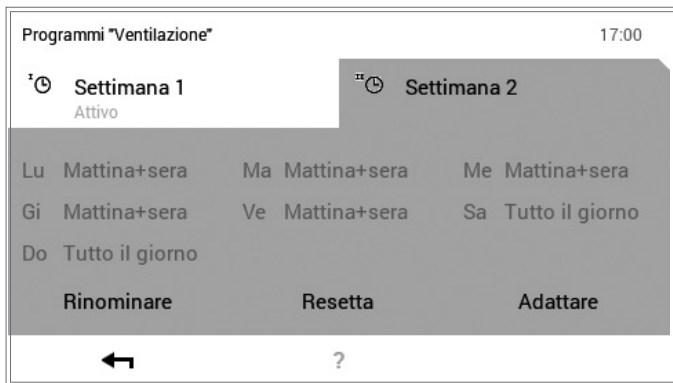 Programmi "Ventilazione" 17:00
I Settimana 1 II Settimana 2
Attivo
Lu Mattina+sera Ma Mattina+sera Me Mattina+sera
Gi Mattina+sera Ve Mattina+sera Sa Tutto il giorno
Do Tutto il giorno
Rinominare Resetta Adattare
?